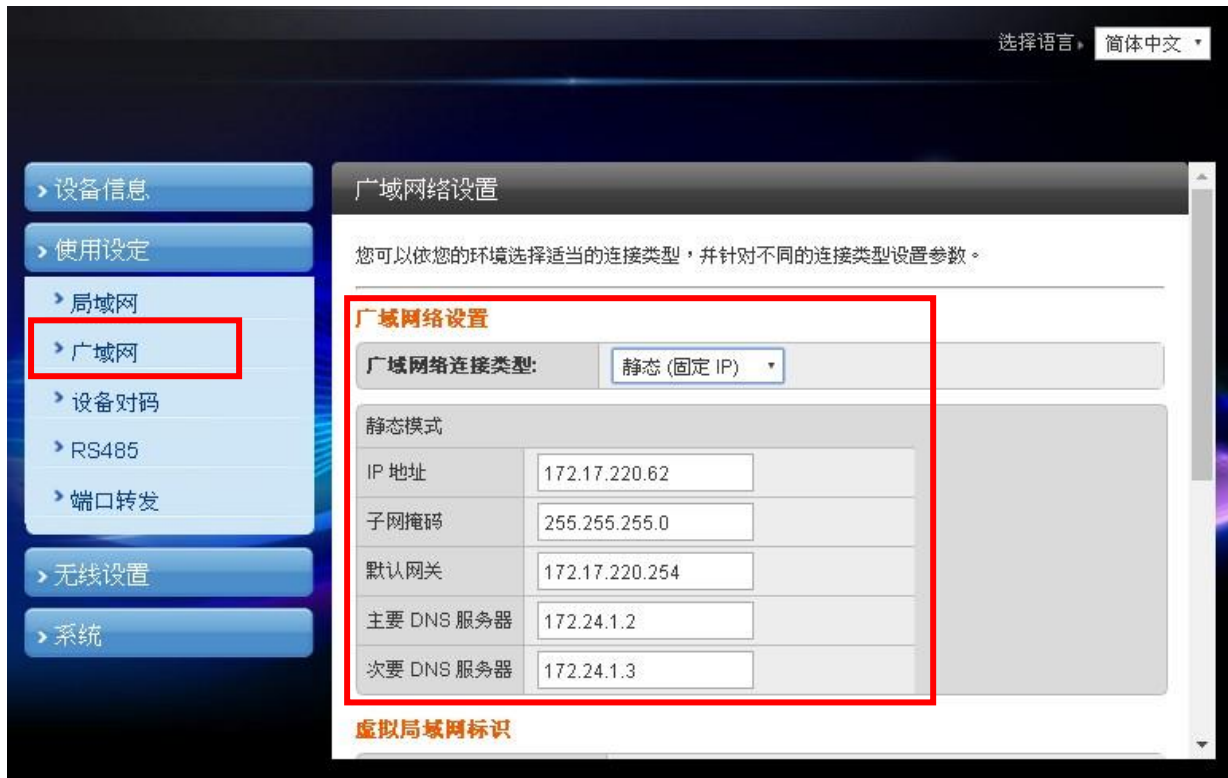 选择语言
简体中文
设备信息
使用设定
局域网
广域网
设备对码
RS485
端口转发
无线设置
系统
广域网络设置
您可以依您的环境选择适当的连接类型，并针对不同的连接类型设置参数。
广域网络设置
广域网络连接类型: 静态 (固定 IP)
静态模式
IP 地址 172.17.220.62
子网掩码 255.255.255.0
默认网关 172.17.220.254
主要 DNS 服务器 172.24.1.2
次要 DNS 服务器 172.24.1.3
虚拟局域网标识